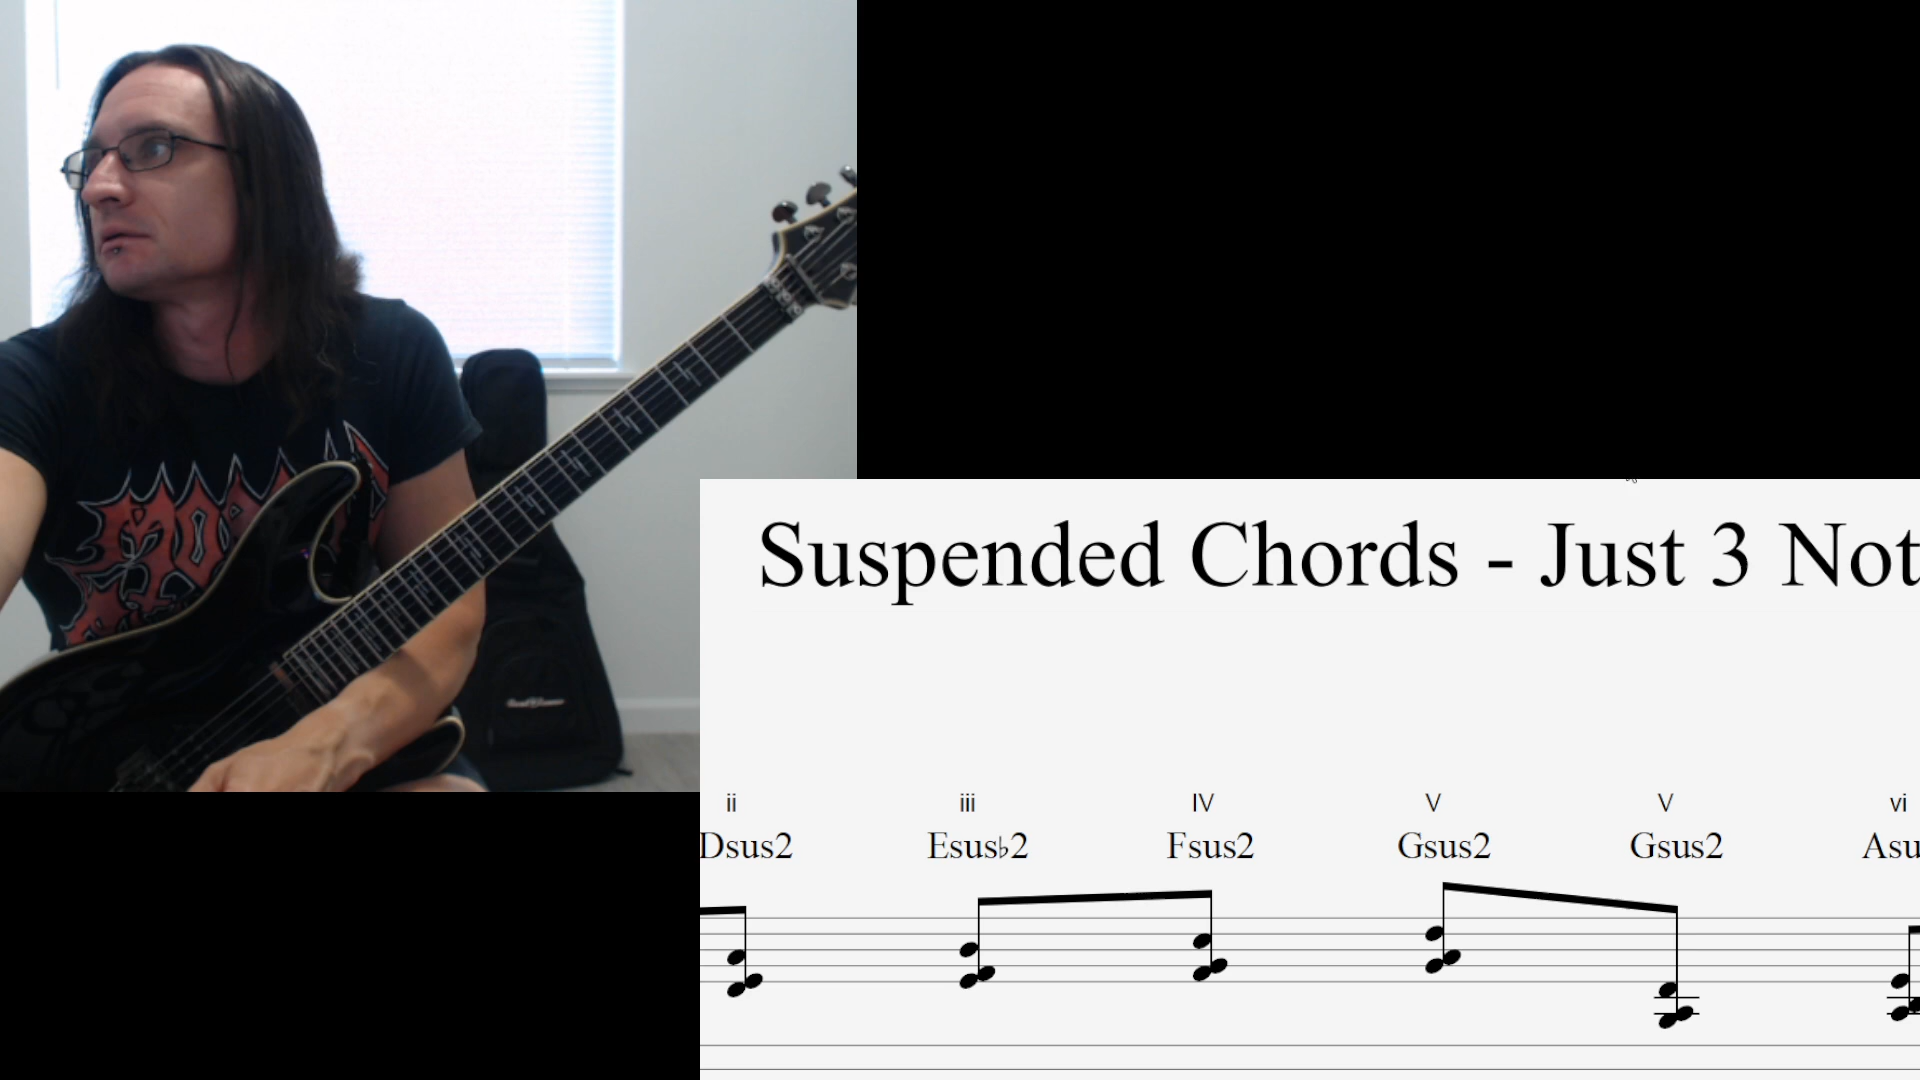 Suspended Chords - Just 3 Not
ii iii IV V V vi
Dsus2 Esus♭2 Fsus2 Gsus2 Gsus2 Asu